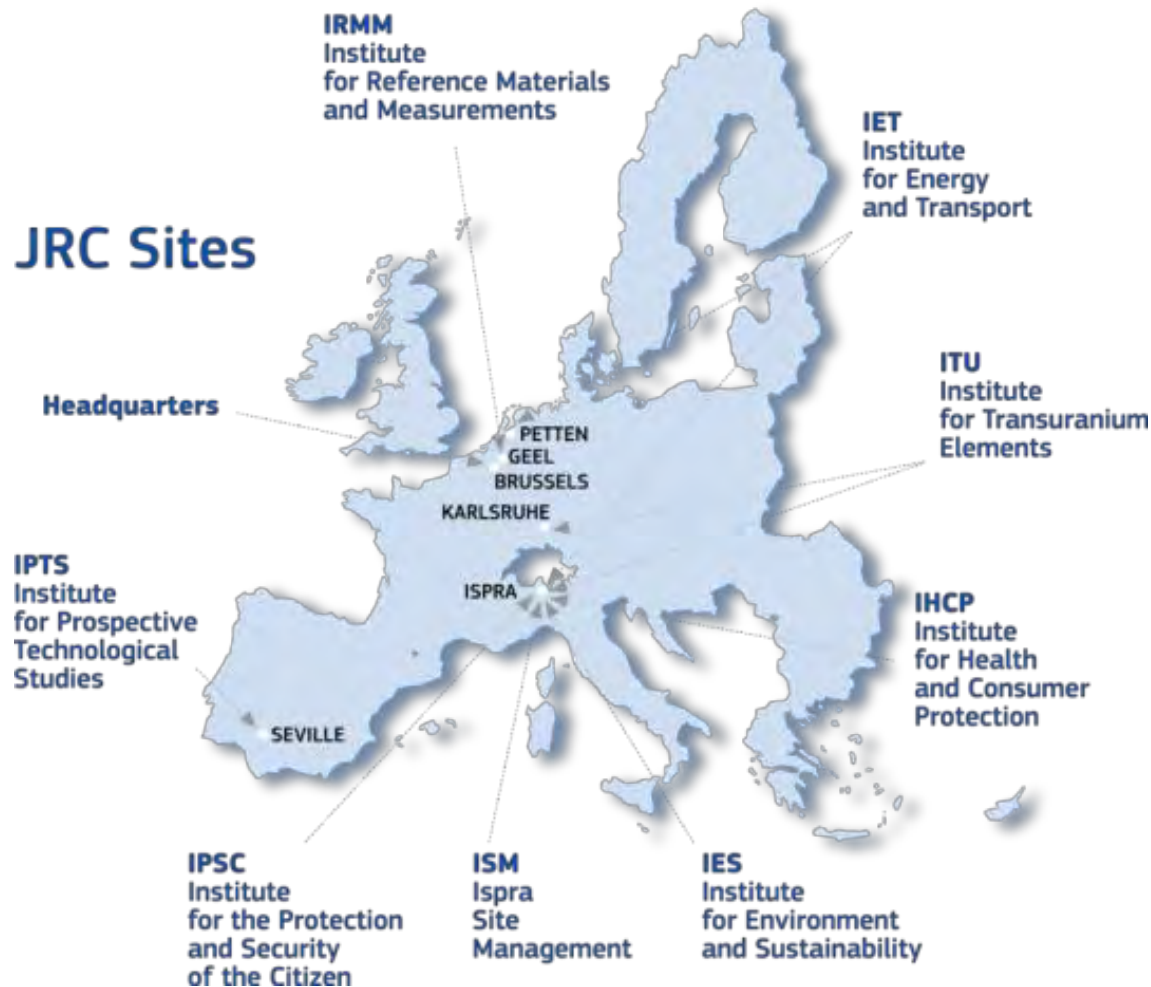 IRMM
Institute
for Reference Materials
and Measurements
IET
Institute
for Energy
and Transport
JRC Sites
ITU
Institute
for Transuranium
Elements
Headquarters
PETTEN
GEEL
BRUSSELS
KARLSRUHE
IPTS
Institute
for Prospective
Technological
Studies
ISPRA
IHCP
Institute
for Health
and Consumer
Protection
SEVILLE
IPSC
Institute
for the Protection
and Security
of the Citizen
ISM
Ispra
Site
Management
IES
Institute
for Environment
and Sustainability